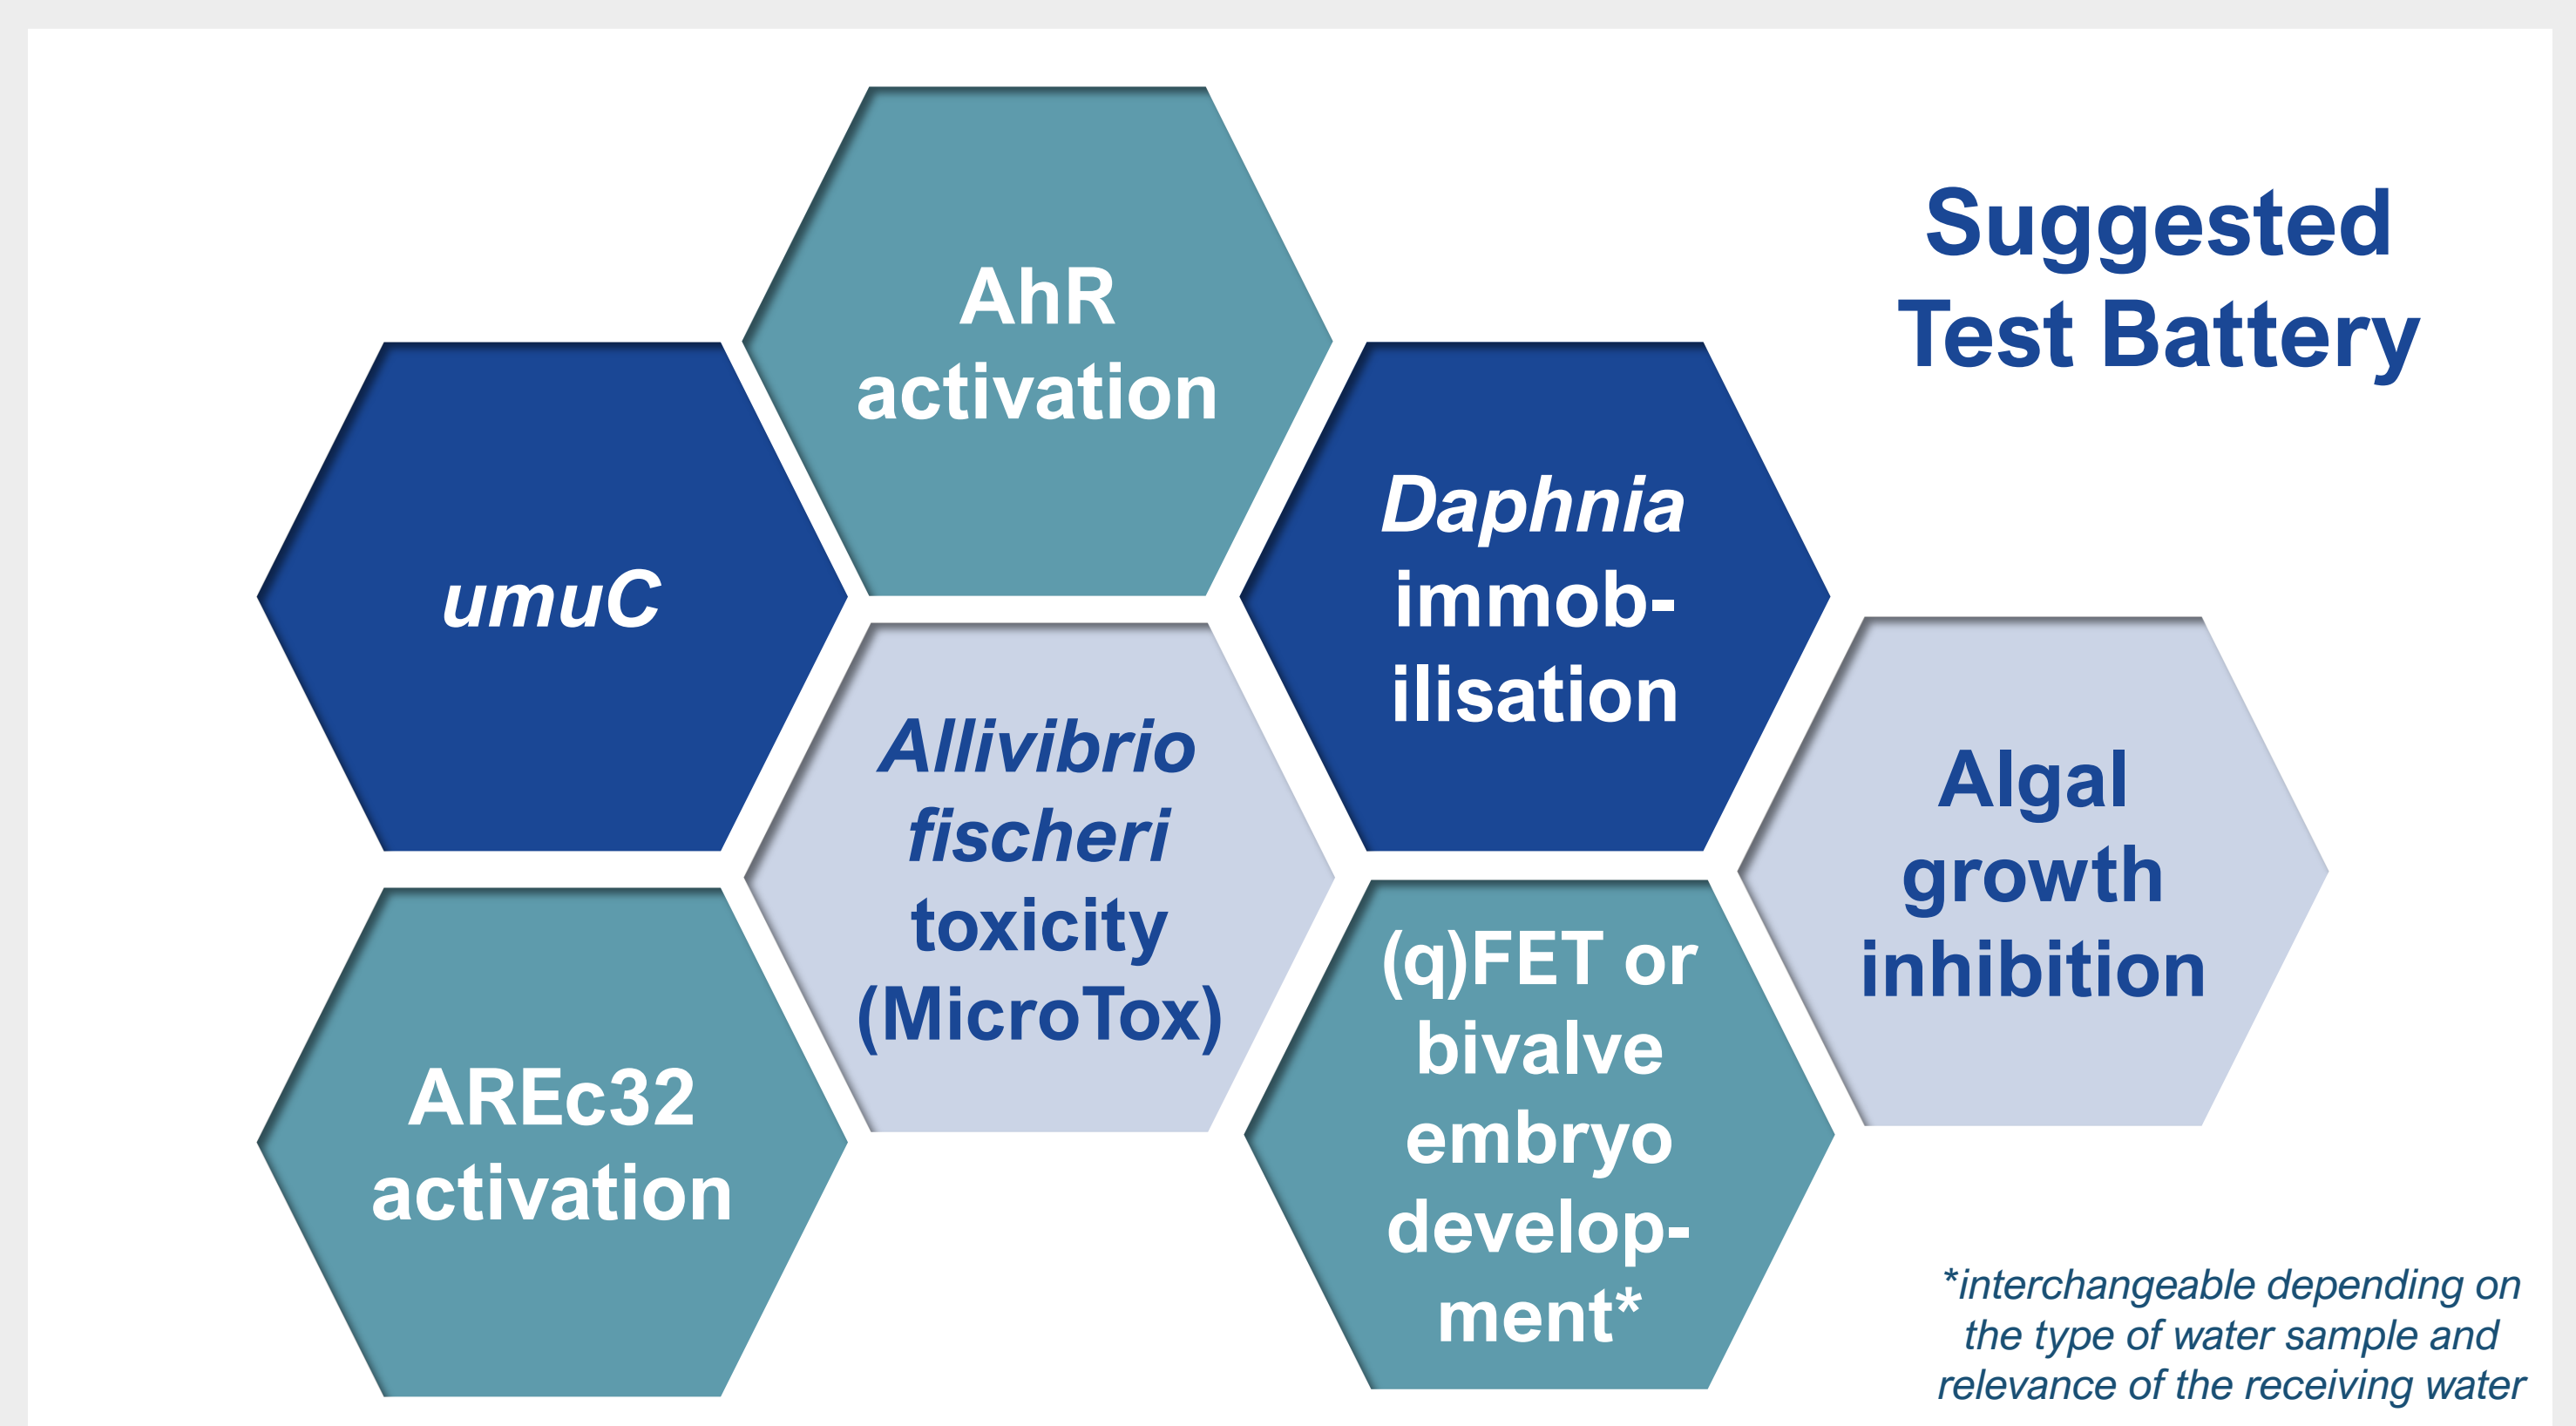 Suggested
Test Battery
AhR
activation
umuC
Daphnia
immob-
ilisation
Allivibrio
fischeri
toxicity
(MicroTox)
Algal
growth
inhibition
AREc32
activation
(q)FET or
bivalve
embryo
develop-
ment*
*interchangeable depending on
the type of water sample and
relevance of the receiving water